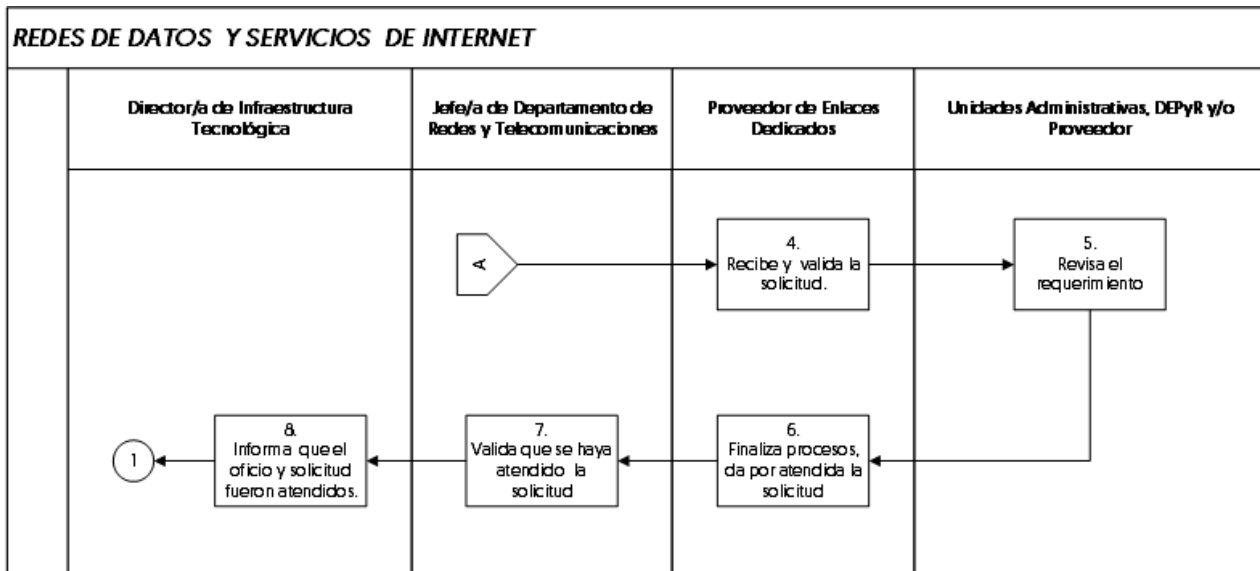 REDES DE DATOS Y SERVICIOS DE INTERNET
Director/a de Infraestructura
Tecnológica
Jefe/a de Departamento de
Redes y Telecomunicaciones
Proveedor de Enlaces
Dedicados
Unidades Administrativas, DEPyR y/o
Proveedor
A
4.
Recibe y valida la
solicitud.
5.
Revisa el
requerimiento
1
8.
Informa que el
oficio y solicitud
fueron atendidos.
7.
Valida que se haya
atendido la
solicitud
6.
Finaliza procesos,
da por atendida la
solicitud